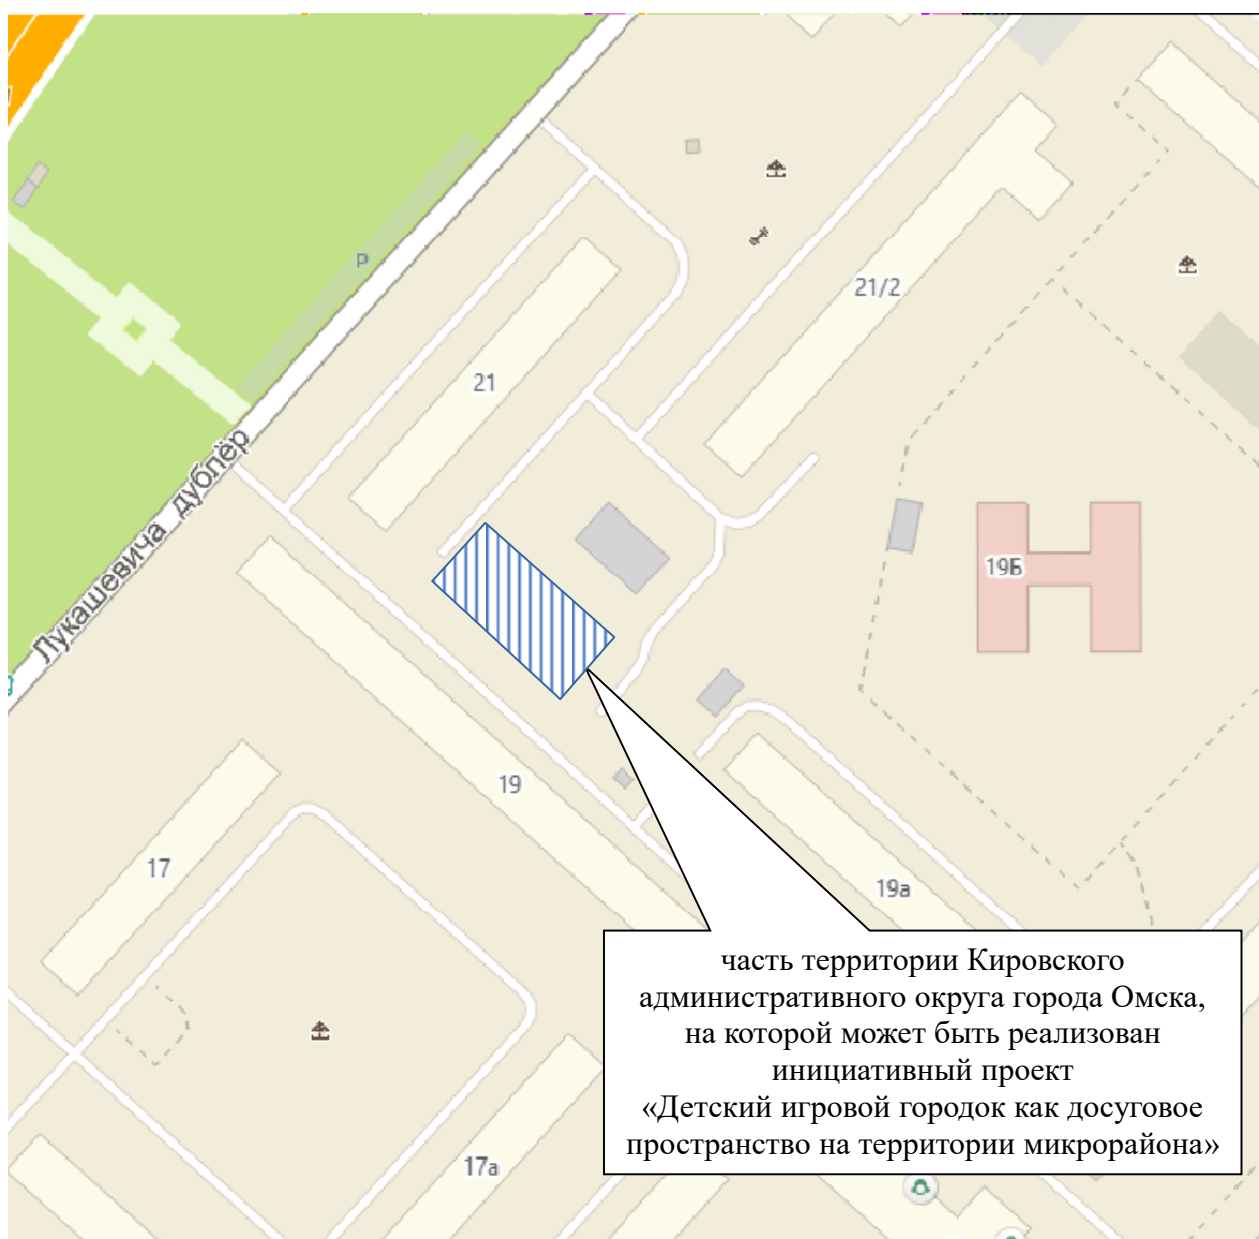 P
21/2
21
Лукашевича дублёр
19Б
19
17
19а
часть территории Кировского
административного округа города Омска,
на которой может быть реализован
инициативный проект
«Детский игровой городок как досуговое
пространство на территории микрорайона»
17а